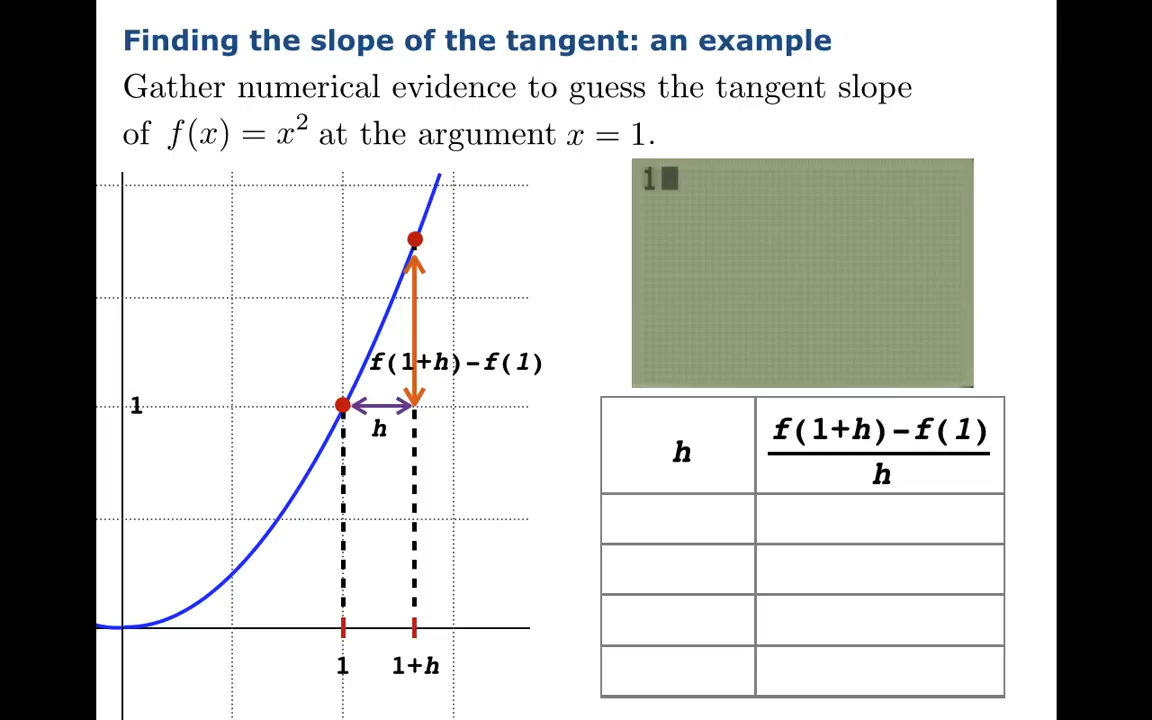 Finding the slope of the tangent: an example
Gather numerical evidence to guess the tangent slope
of f(x) = x² at the argument x = 1.
1
f(1+h)−f(1)
1
h
1
1+h
h
f(1+h)−f(1)
h